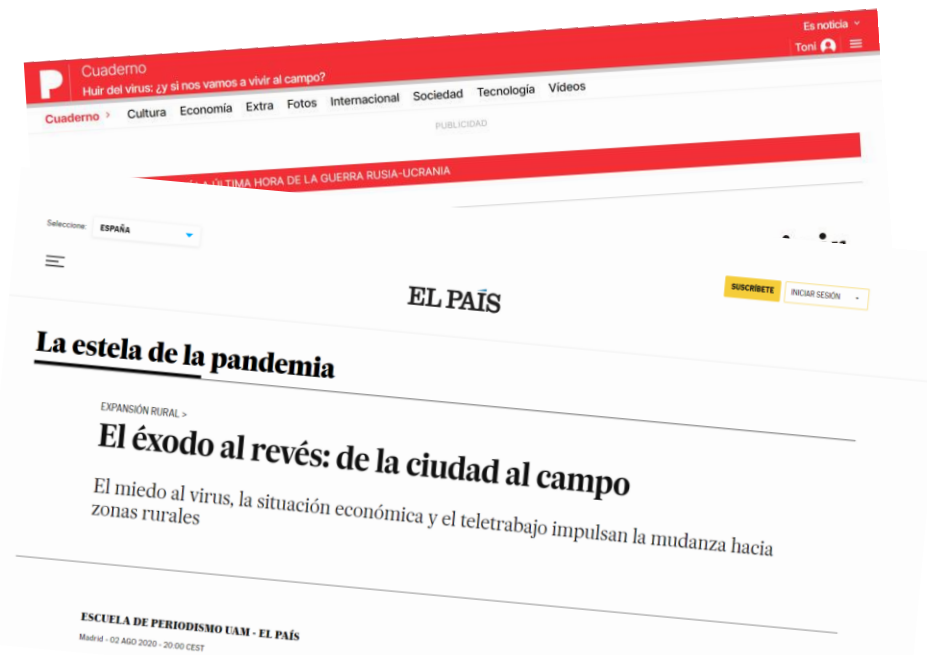 Es noticia
P
Cuaderno
Toni
Huir del virus: ¿y si nos vamos a vivir al campo?
Cuaderno > Cultura Economía Extra Fotos Internacional Sociedad Tecnología Vídeos
PUBLICIDAD
ÚLTIMA HORA DE LA GUERRA RUSIA-UCRANIA
Seleccione: ESPAÑA
EL PAÍS
SUSCRÍBETE INICIAR SESIÓN
La estela de la pandemia
EXPANSIÓN RURAL >
El éxodo al revés: de la ciudad al campo
El miedo al virus, la situación económica y el teletrabajo impulsan la mudanza hacia
zonas rurales
ESCUELA DE PERIODISMO UAM - EL PAÍS
Madrid - 02 AGO 2020 - 20:00 CEST